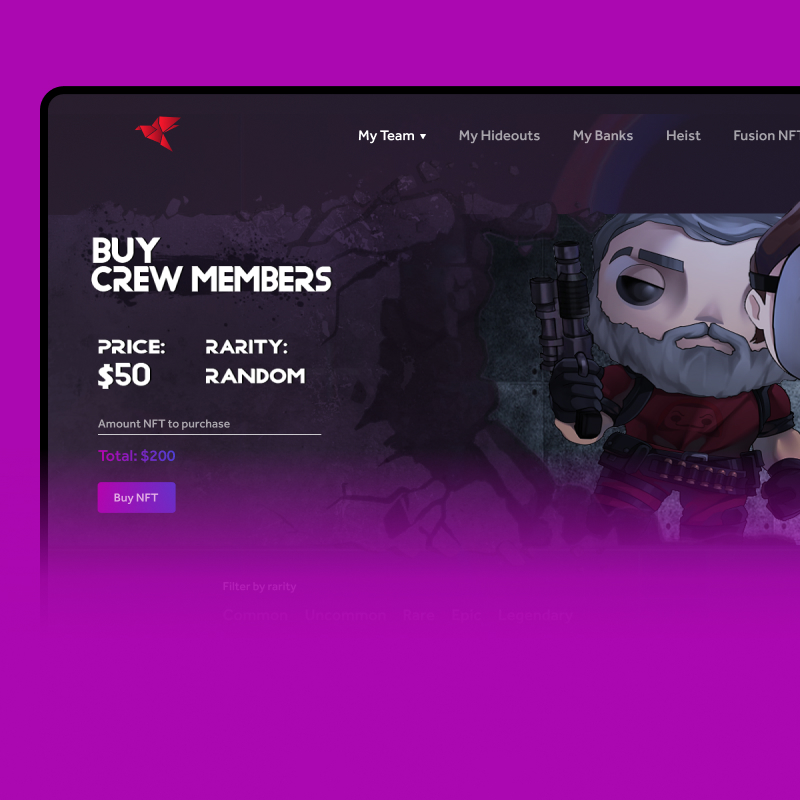 My Team ▼ My Hideouts My Banks Heist Fusion NFT
BUY
CREW MEMBERS
PRICE: RARITY:
$50 RANDOM
Amount NFT to purchase
Total: $200
Buy NFT
Filter by rarity
Common Uncommon Rare Epic Legendary